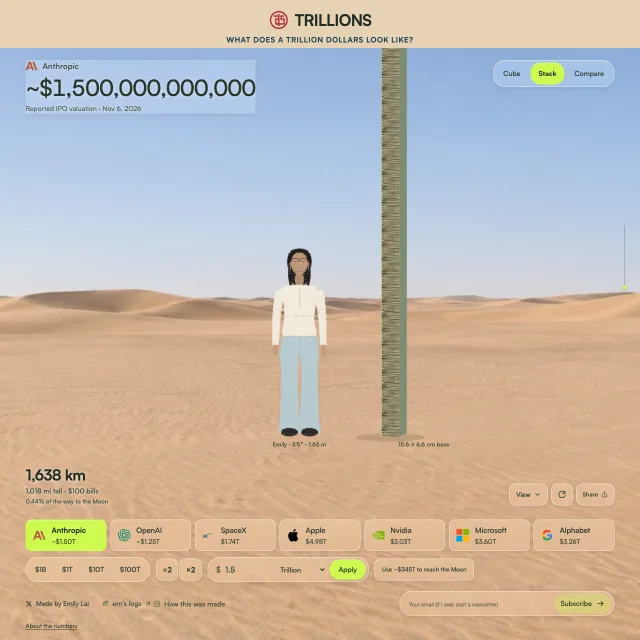 TRILLIONS
WHAT DOES A TRILLION DOLLARS LOOK LIKE?
Anthropic
~$1,500,000,000,000
Reported IPO valuation · Nov 6, 2026
Cube Stack Compare
Emily · 5'5" · 1.65 m
15.6 × 6.6 cm base
1,638 km
1,018 mi tall · $100 bills
0.44% of the way to the Moon
View
Share
Anthropic
~$1.50T
OpenAI
~$1.25T
SpaceX
$1.74T
Apple
$4.98T
Nvidia
$3.03T
Microsoft
$3.60T
Alphabet
$3.26T
$1B $1T $10T $100T
÷2 ×2
$ 1.5 Trillion
Apply
Use ~$345T to reach the Moon
Made by Emily Lai
em's logs ↗
How this was made
Your email (if I ever start a newsletter)
Subscribe →
About the numbers